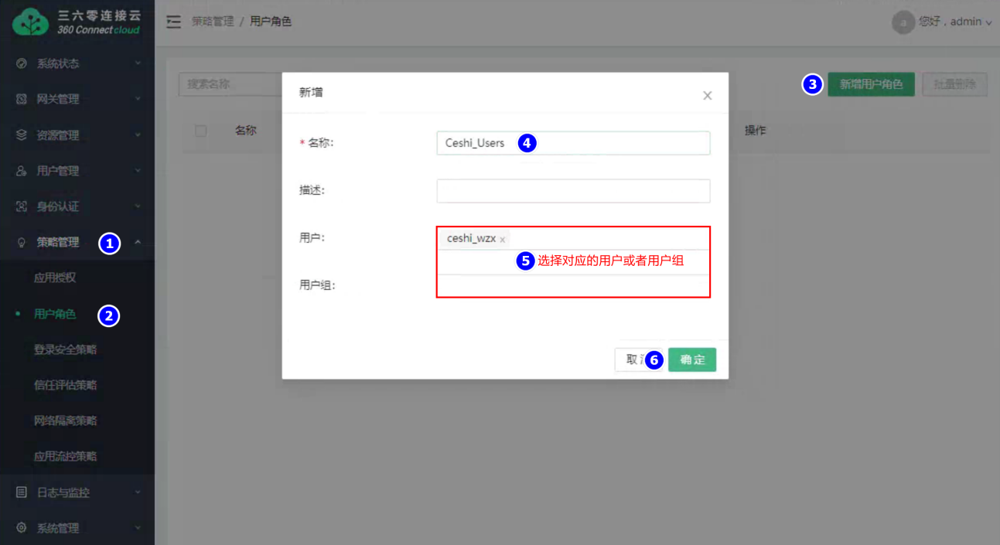 三六零连接云
360 Connect cloud
系统状态
网关管理
资源管理
用户管理
身份认证
策略管理 1
应用授权
用户角色 2
登录安全策略
信任评估策略
网络隔离策略
应用流控策略
日志与监控
系统管理
策略管理 / 用户角色
a 您好，admin
搜索名称
3 新增用户角色 批量删除
名称 操作
新增
* 名称: Ceshi_Users 4
描述:
用户: ceshi_wzx x
5 选择对应的用户或者用户组
用户组:
取 6 确 定